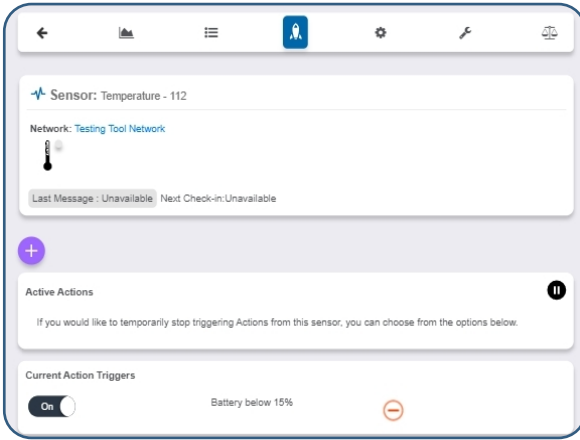 Sensor: Temperature - 112
Network: Testing Tool Network
Last Message : Unavailable Next Check-in:Unavailable
Active Actions
If you would like to temporarily stop triggering Actions from this sensor, you can choose from the options below.
Current Action Triggers
On Battery below 15%